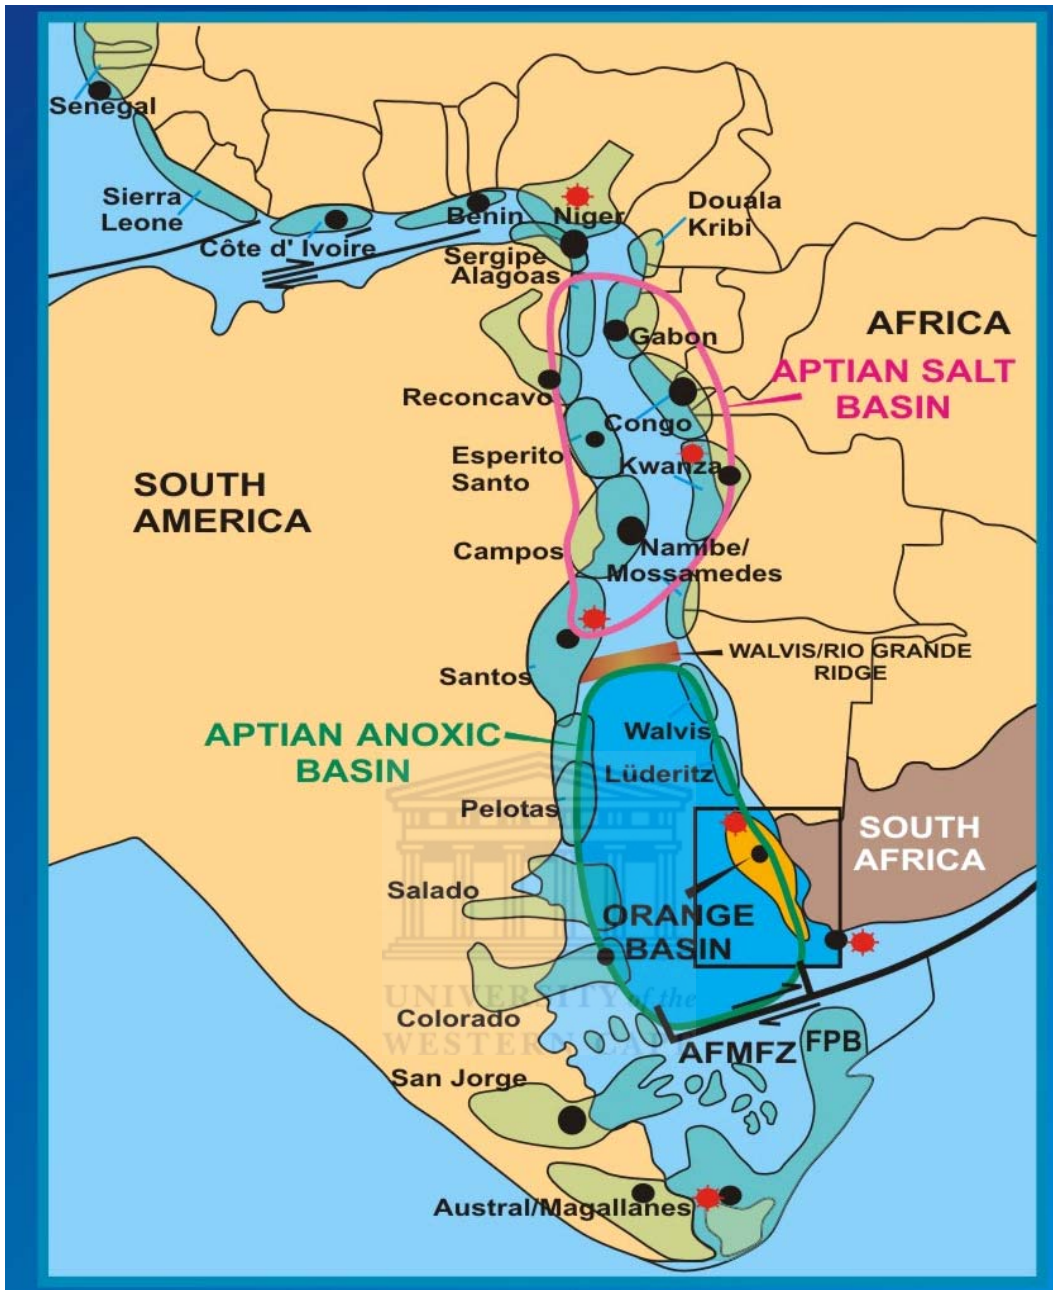 Senegal
Sierra
Leone
Côte d' Ivoire
Benin
Niger
Douala
Kribi
Sergipe
Alagoas
Gabon
AFRICA
APTIAN SALT
BASIN
Reconcavo
Congo
Esperito
Santo
Kwanza
SOUTH
AMERICA
Campos
Namibe/
Mossamedes
WALVIS/RIO GRANDE
RIDGE
Santos
APTIAN ANOXIC
BASIN
Walvis
Lüderitz
Pelotas
SOUTH
AFRICA
Salado
ORANGE
BASIN
UNIVERSITY of the
WESTERN CAPE
Colorado
AFMFZ
FPB
San Jorge
Austral/Magallanes